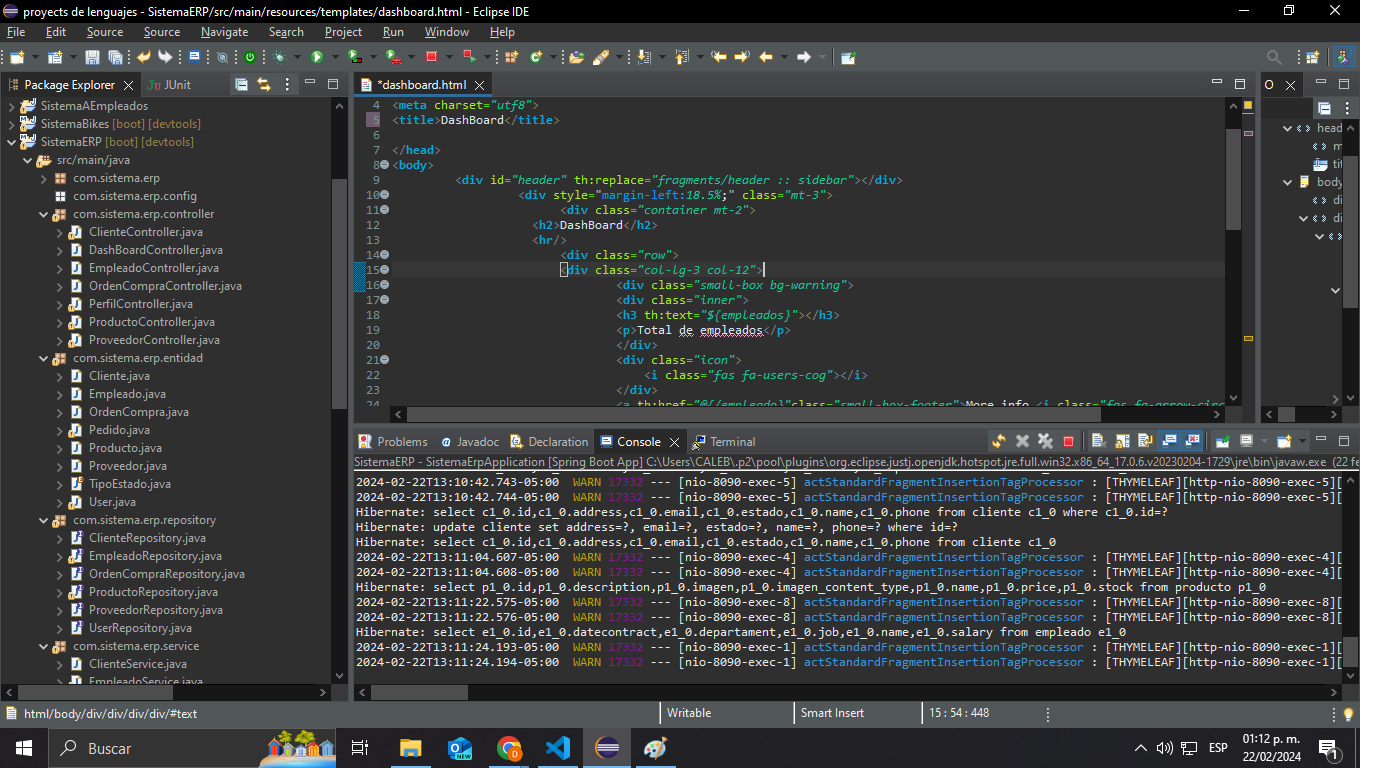 proyects de lenguajes - SistemaERP/src/main/resources/templates/dashboard.html - Eclipse IDE
File Edit Source Source Navigate Search Project Run Window Help
Package Explorer
JUnit
SistemaAEmpleados
SistemaBikes [boot] [devtools]
SistemaERP [boot] [devtools]
src/main/java
com.sistema.erp
com.sistema.erp.config
com.sistema.erp.controller
ClienteController.java
DashBoardController.java
EmpleadoController.java
OrdenCompraController.java
PerfilController.java
ProductoController.java
ProveedorController.java
com.sistema.erp.entidad
Cliente.java
Empleado.java
OrdenCompra.java
Pedido.java
Producto.java
Proveedor.java
TipoEstado.java
User.java
com.sistema.erp.repository
ClienteRepository.java
EmpleadoRepository.java
OrdenCompraRepository.java
ProductoRepository.java
ProveedorRepository.java
UserRepository.java
com.sistema.erp.service
ClienteService.java
EmpleadoService.java
*dashboard.html
4 <meta charset="utf8">
5 <title>DashBoard</title>
6
7 </head>
8 <body>
9 <div id="header" th:replace="fragments/header :: sidebar"></div>
10 <div style="margin-left:18.5%;" class="mt-3">
11 <div class="container mt-2">
12 <h2>DashBoard</h2>
13 <hr/>
14 <div class="row">
15 <div class="col-lg-3 col-12">
16 <div class="small-box bg-warning">
17 <div class="inner">
18 <h3 th:text="${empleados}"></h3>
19 <p>Total de empleados</p>
20 </div>
21 <div class="icon">
22 <i class="fas fa-users-cog"></i>
23 </div>
24 <a th:href="@{/empleado}"class="small-box-footer">More info <i class="fas fa-arrow-circ
O
head
m
tit
body
di
di
Problems
Javadoc
Declaration
Console
Terminal
SistemaERP - SistemaErpApplication [Spring Boot App] C:\Users\CALEB\.p2\pool\plugins\org.eclipse.justj.openjdk.hotspot.jre.full.win32.x86_64_17.0.6.v20230204-1729\jre\bin\javaw.exe (22 fe
2024-02-22T13:10:42.743-05:00 WARN 17332 --- [nio-8090-exec-5] actStandardFragmentInsertionTagProcessor : [THYMELEAF][http-nio-8090-exec-5][
2024-02-22T13:10:42.744-05:00 WARN 17332 --- [nio-8090-exec-5] actStandardFragmentInsertionTagProcessor : [THYMELEAF][http-nio-8090-exec-5][
Hibernate: select c1_0.id,c1_0.address,c1_0.email,c1_0.estado,c1_0.name,c1_0.phone from cliente c1_0 where c1_0.id=?
Hibernate: update cliente set address=?, email=?, estado=?, name=?, phone=? where id=?
Hibernate: select c1_0.id,c1_0.address,c1_0.email,c1_0.estado,c1_0.name,c1_0.phone from cliente c1_0
2024-02-22T13:11:04.607-05:00 WARN 17332 --- [nio-8090-exec-4] actStandardFragmentInsertionTagProcessor : [THYMELEAF][http-nio-8090-exec-4][
2024-02-22T13:11:04.608-05:00 WARN 17332 --- [nio-8090-exec-4] actStandardFragmentInsertionTagProcessor : [THYMELEAF][http-nio-8090-exec-4][
Hibernate: select p1_0.id,p1_0.description,p1_0.imagen,p1_0.imagen_content_type,p1_0.name,p1_0.price,p1_0.stock from producto p1_0
2024-02-22T13:11:22.575-05:00 WARN 17332 --- [nio-8090-exec-8] actStandardFragmentInsertionTagProcessor : [THYMELEAF][http-nio-8090-exec-8][
2024-02-22T13:11:22.576-05:00 WARN 17332 --- [nio-8090-exec-8] actStandardFragmentInsertionTagProcessor : [THYMELEAF][http-nio-8090-exec-8][
Hibernate: select e1_0.id,e1_0.datecontract,e1_0.departament,e1_0.job,e1_0.name,e1_0.salary from empleado e1_0
2024-02-22T13:11:24.193-05:00 WARN 17332 --- [nio-8090-exec-1] actStandardFragmentInsertionTagProcessor : [THYMELEAF][http-nio-8090-exec-1][
2024-02-22T13:11:24.194-05:00 WARN 17332 --- [nio-8090-exec-1] actStandardFragmentInsertionTagProcessor : [THYMELEAF][http-nio-8090-exec-1][
html/body/div/div/div/div/#text
Writable
Smart Insert
15 : 54 : 448
Buscar
NEW
ESP
01:12 p. m.
22/02/2024
1